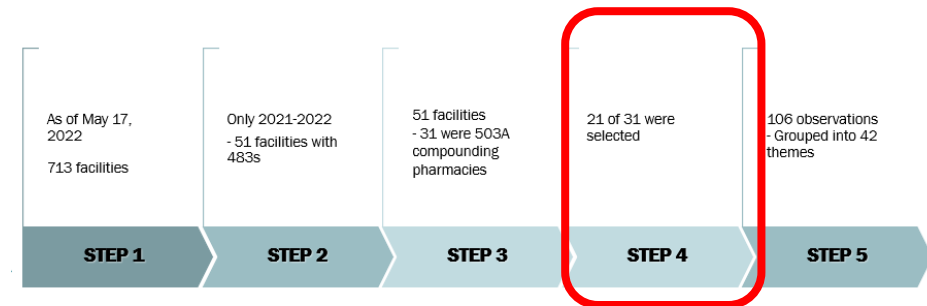 As of May 17,
2022
713 facilities
Only 2021-2022
- 51 facilities with
483s
51 facilities
- 31 were 503A
compounding
pharmacies
21 of 31 were
selected
106 observations
- Grouped into 42
themes
STEP 1
STEP 2
STEP 3
STEP 4
STEP 5